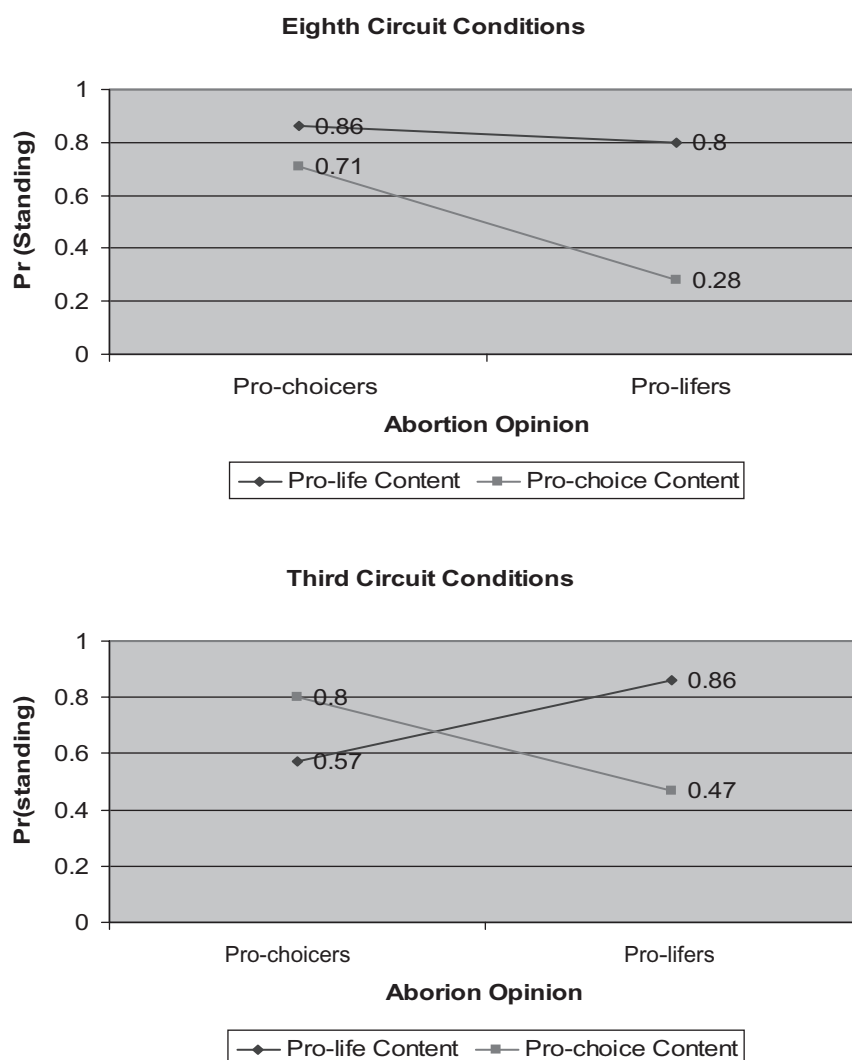 Eighth Circuit Conditions
1
0.8
0.6
0.4
0.2
0
Pr (Standing)
0.86
0.8
0.71
0.28
Pro-choicers Pro-lifers
Abortion Opinion
Pro-life Content Pro-choice Content
Third Circuit Conditions
1
0.8
0.6
0.4
0.2
0
Pr(standing)
0.86
0.8
0.57
0.47
Pro-choicers Pro-lifers
Aborion Opinion
Pro-life Content Pro-choice Content